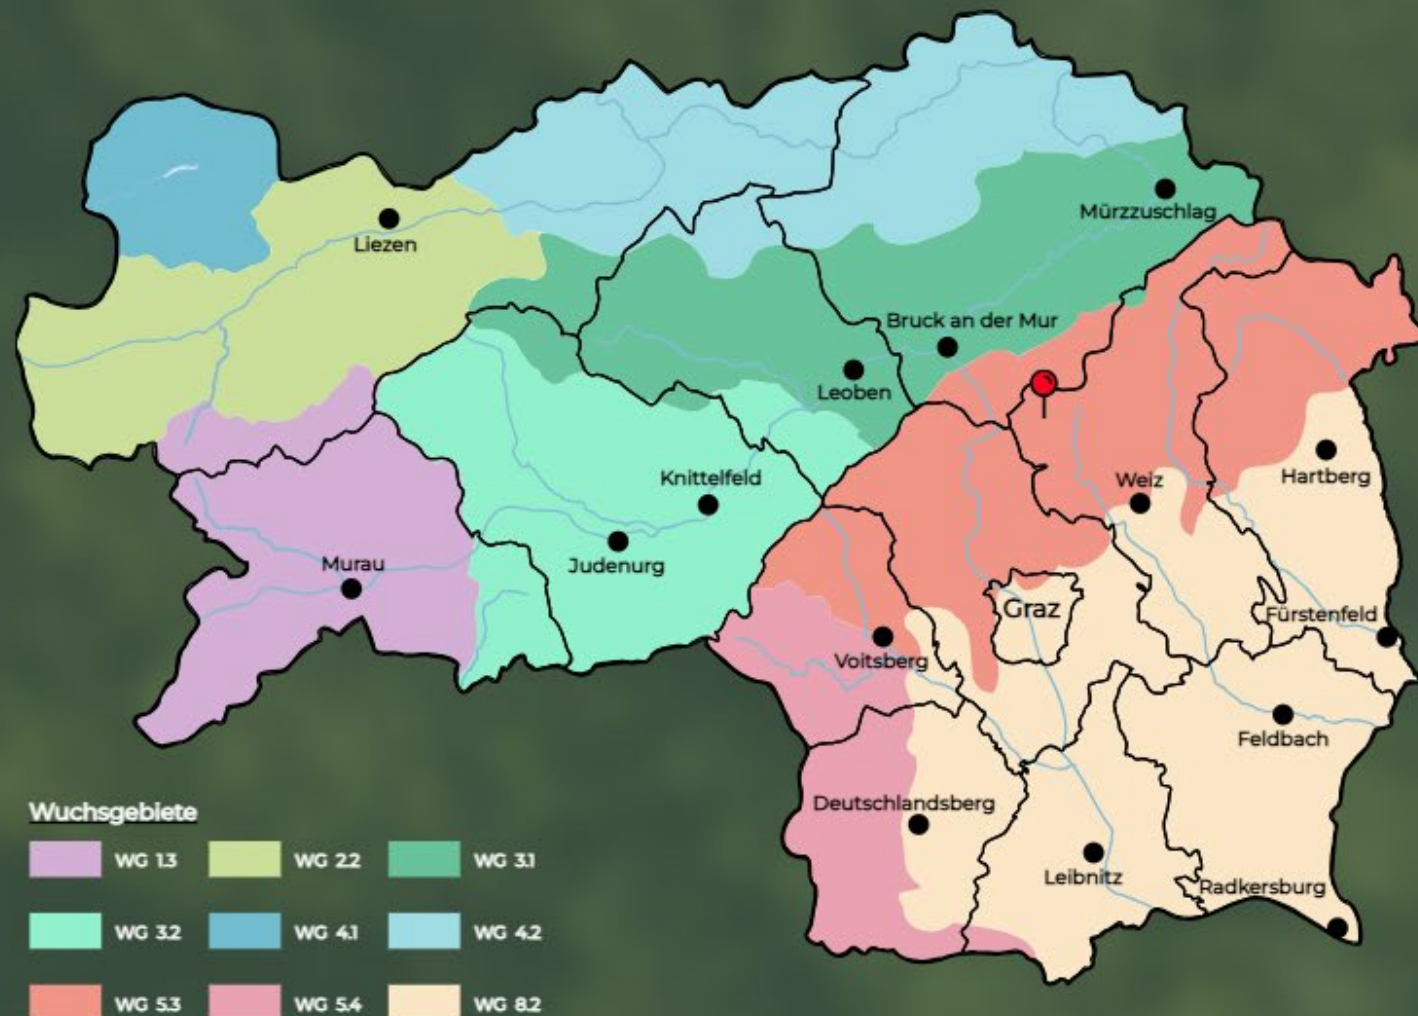 Liezen
Mürzzuschlag
Bruck an der Mur
Leoben
Knittelfeld
Judenurg
Murau
Weiz
Hartberg
Graz
Fürstenfeld
Voitsberg
Feldbach
Deutschlandsberg
Leibnitz
Radkersburg
Wuchsgebiete
WG 1.3 WG 2.2 WG 3.1
WG 3.2 WG 4.1 WG 4.2
WG 5.3 WG 5.4 WG 8.2